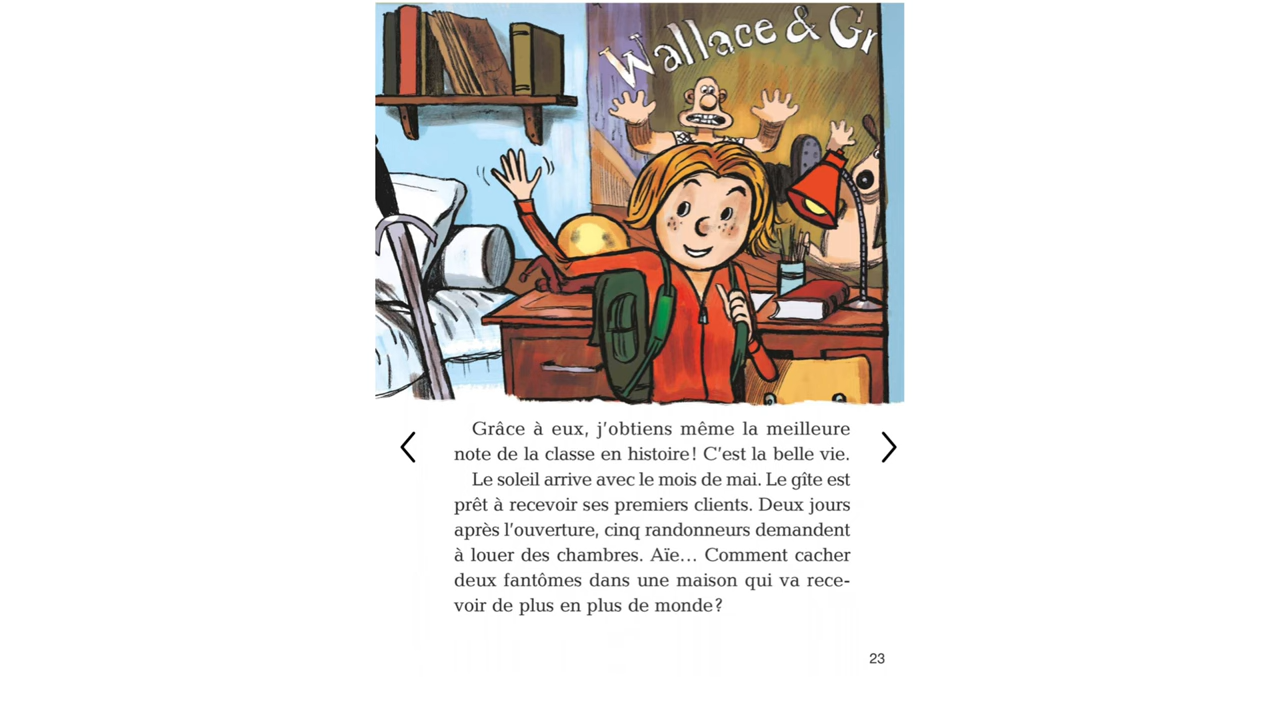 Wallace & Gr
Grâce à eux, j’obtiens même la meilleure
note de la classe en histoire ! C’est la belle vie.
Le soleil arrive avec le mois de mai. Le gîte est
prêt à recevoir ses premiers clients. Deux jours
après l’ouverture, cinq randonneurs demandent
à louer des chambres. Aïe… Comment cacher
deux fantômes dans une maison qui va rece-
voir de plus en plus de monde ?
23